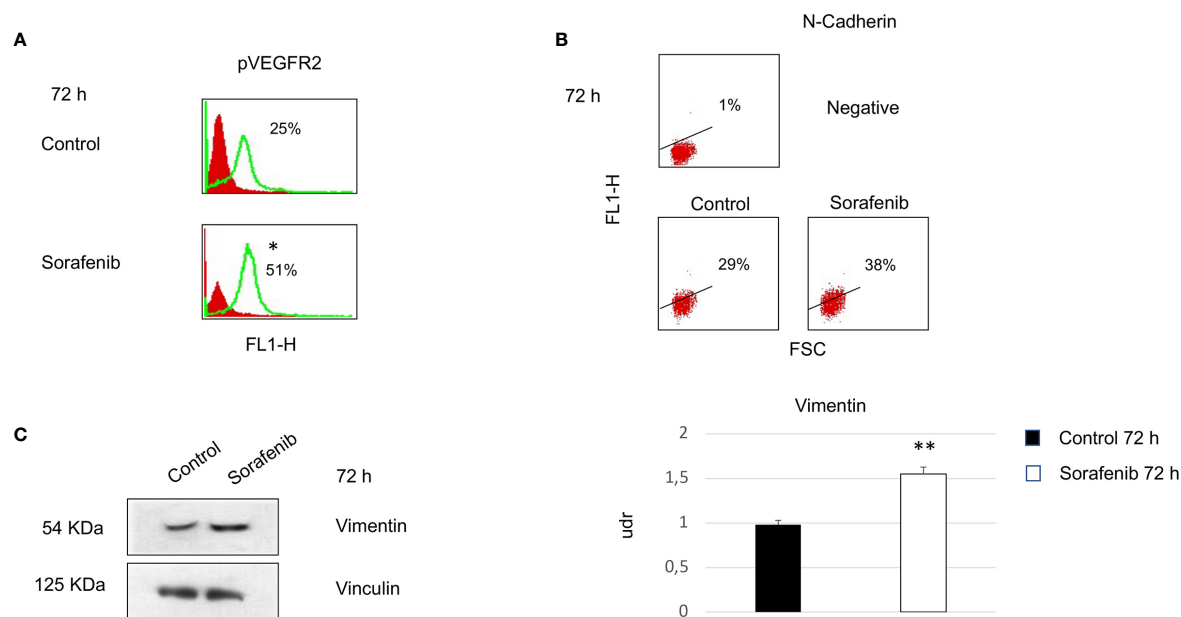 A
pVEGFR2
72 h
Control
25%
Sorafenib
*
51%
FL1-H
B
N-Cadherin
72 h
1%
Negative
FL1-H
Control
Sorafenib
29%
38%
FSC
C
Control
Sorafenib
72 h
54 KDa
Vimentin
125 KDa
Vinculin
Vimentin
2
**
1,5
1
0,5
0
udr
Control 72 h
Sorafenib 72 h